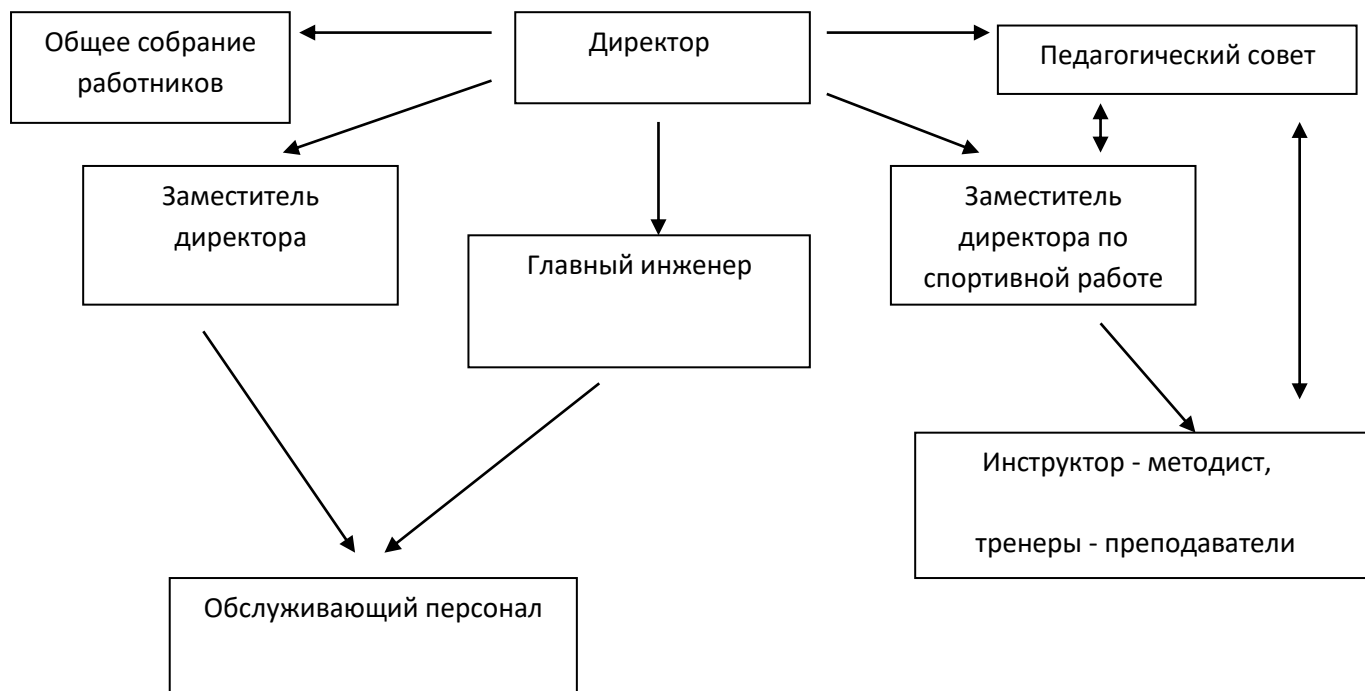 Общее собрание
работников
Директор
Педагогический совет
Заместитель
директора
Главный инженер
Заместитель
директора по
спортивной работе
Инструктор - методист,
тренеры - преподаватели
Обслуживающий персонал